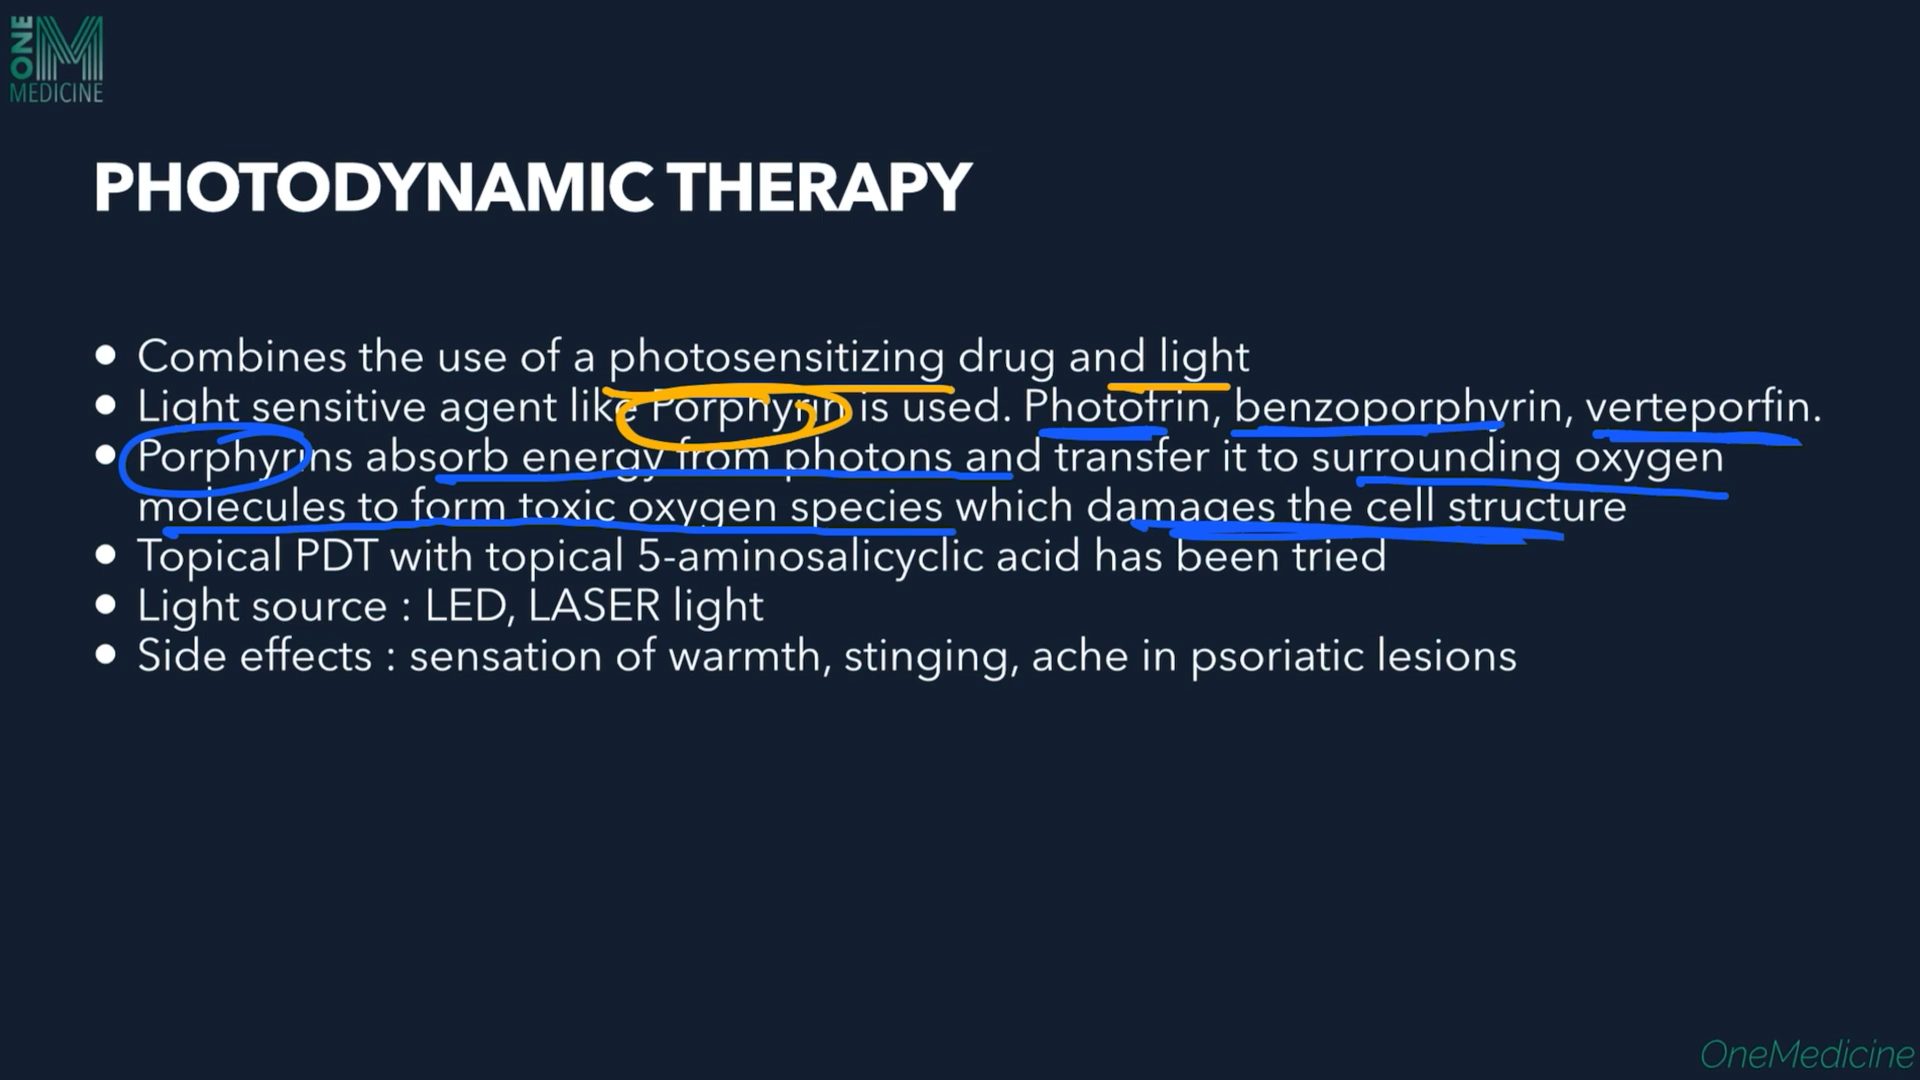 ONE
M
MEDICINE
PHOTODYNAMIC THERAPY
• Combines the use of a photosensitizing drug and light
• Light sensitive agent like Porphyrin is used. Photofrin, benzoporphyrin, verteporfin.
• Porphyrins absorb energy from photons and transfer it to surrounding oxygen
molecules to form toxic oxygen species which damages the cell structure
• Topical PDT with topical 5-aminosalicyclic acid has been tried
• Light source : LED, LASER light
• Side effects : sensation of warmth, stinging, ache in psoriatic lesions
OneMedicine